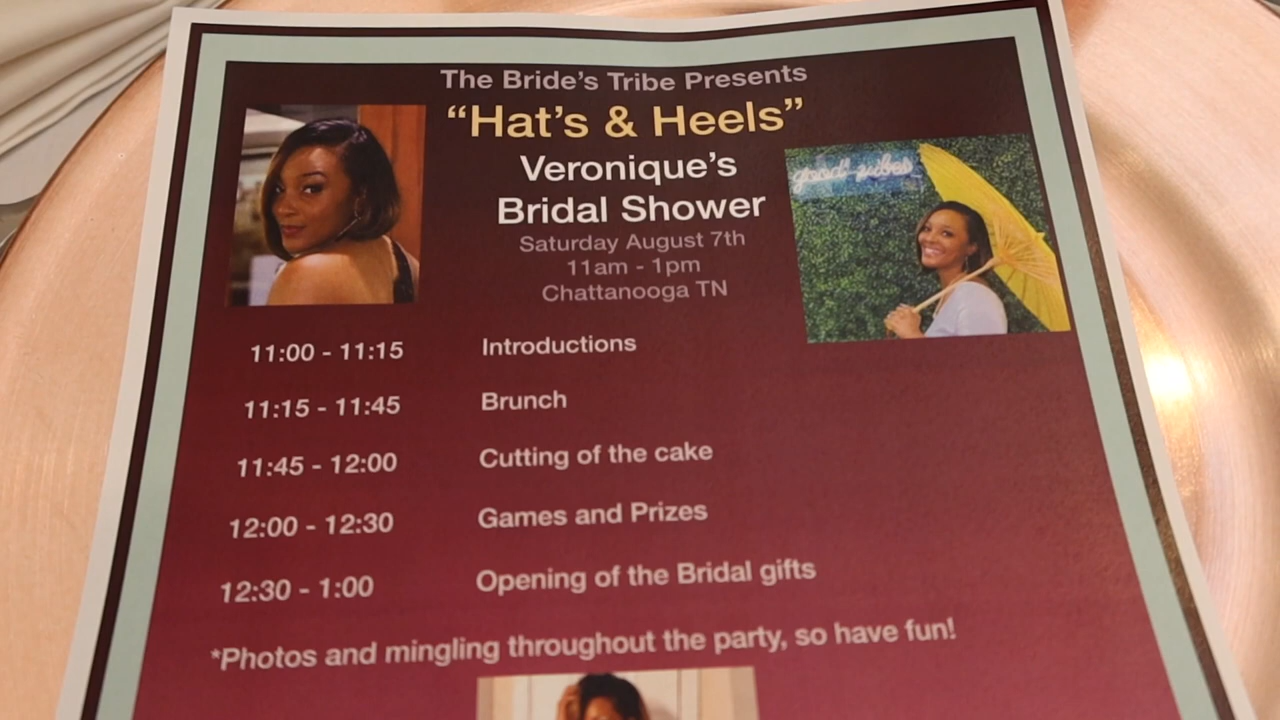 The Bride's Tribe Presents
“Hat's & Heels”
Veronique's
Bridal Shower
Saturday August 7th
11am - 1pm
Chattanooga TN
good vibes
11:00 - 11:15 Introductions
11:15 - 11:45 Brunch
11:45 - 12:00 Cutting of the cake
12:00 - 12:30 Games and Prizes
12:30 - 1:00 Opening of the Bridal gifts
*Photos and mingling throughout the party, so have fun!